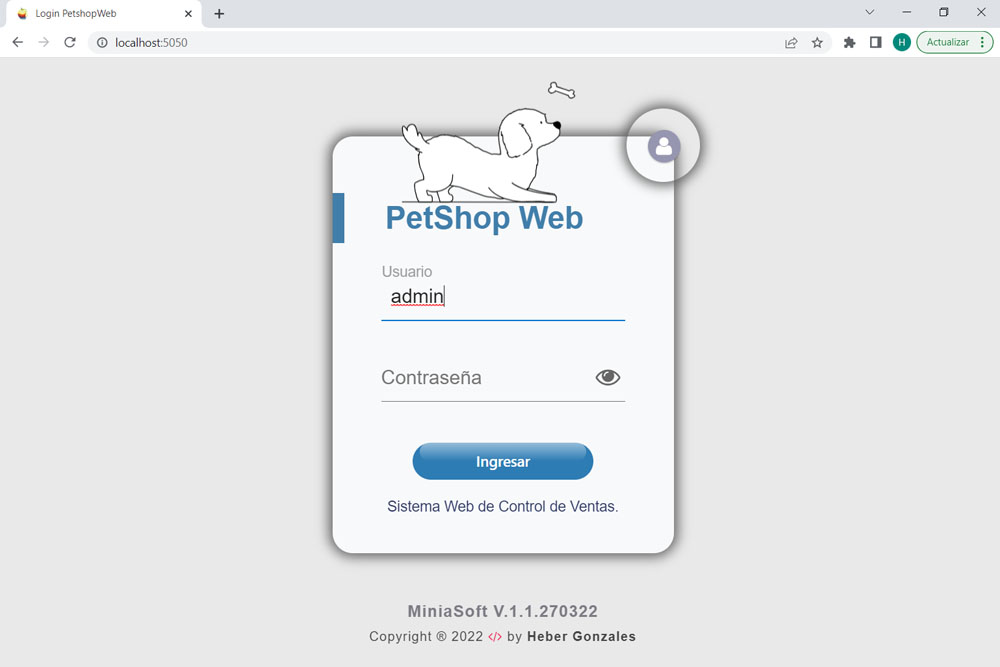 Login PetshopWeb
localhost:5050
H
Actualizar
PetShop Web
Usuario
admin
Contraseña
Ingresar
Sistema Web de Control de Ventas.
MiniaSoft V.1.1.270322
Copyright ® 2022 </> by Heber Gonzales